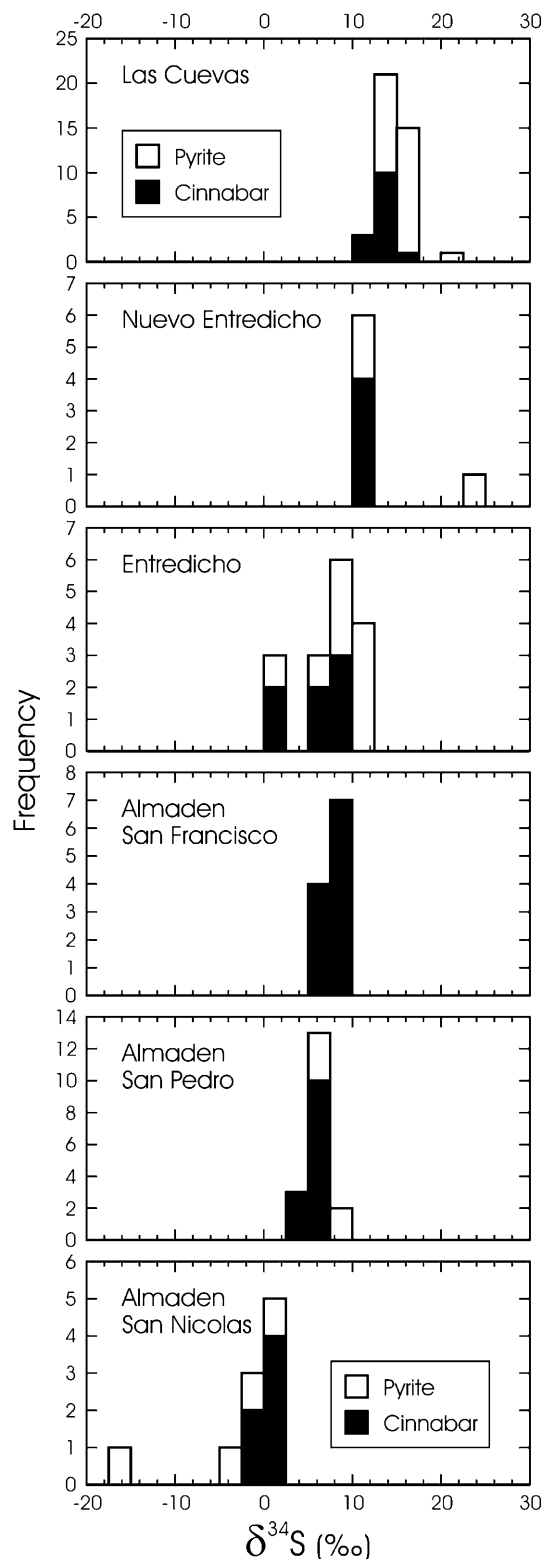 -20 -10 0 10 20 30
25
Las Cuevas
20
15
Pyrite
10
Cinnabar
5
0
7
Nuevo Entredicho
6
5
4
3
2
1
0
7
Entredicho
6
5
4
3
2
1
0
Frequency
8
Almaden
7
San Francisco
6
5
4
3
2
1
0
14
Almaden
12
San Pedro
10
8
6
4
2
0
6
Almaden
5
San Nicolas
4
3
Pyrite
2
Cinnabar
1
0
-20 -10 0 10 20 30
δ³⁴S (‰)